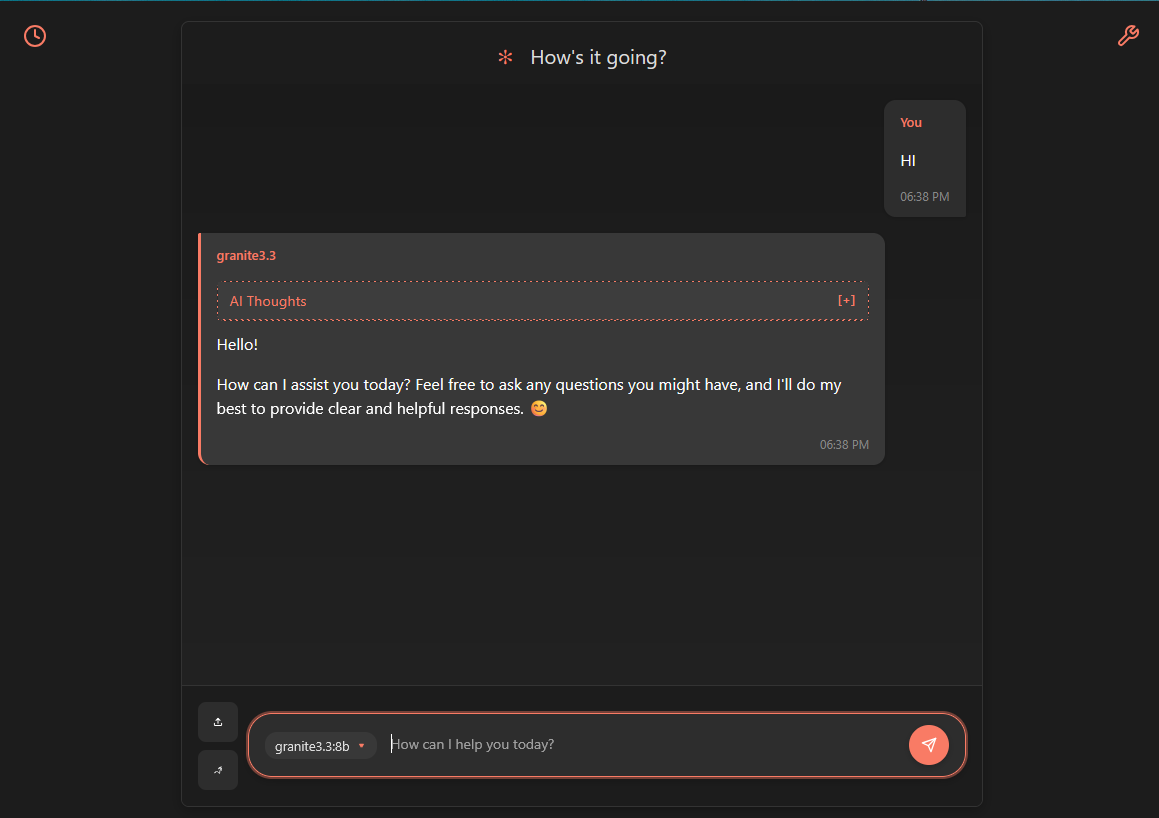 How's it going?
You
HI
06:38 PM
granite3.3
AI Thoughts [+]
Hello!
How can I assist you today? Feel free to ask any questions you might have, and I'll do my
best to provide clear and helpful responses. 😊
06:38 PM
granite3.3:8b How can I help you today?